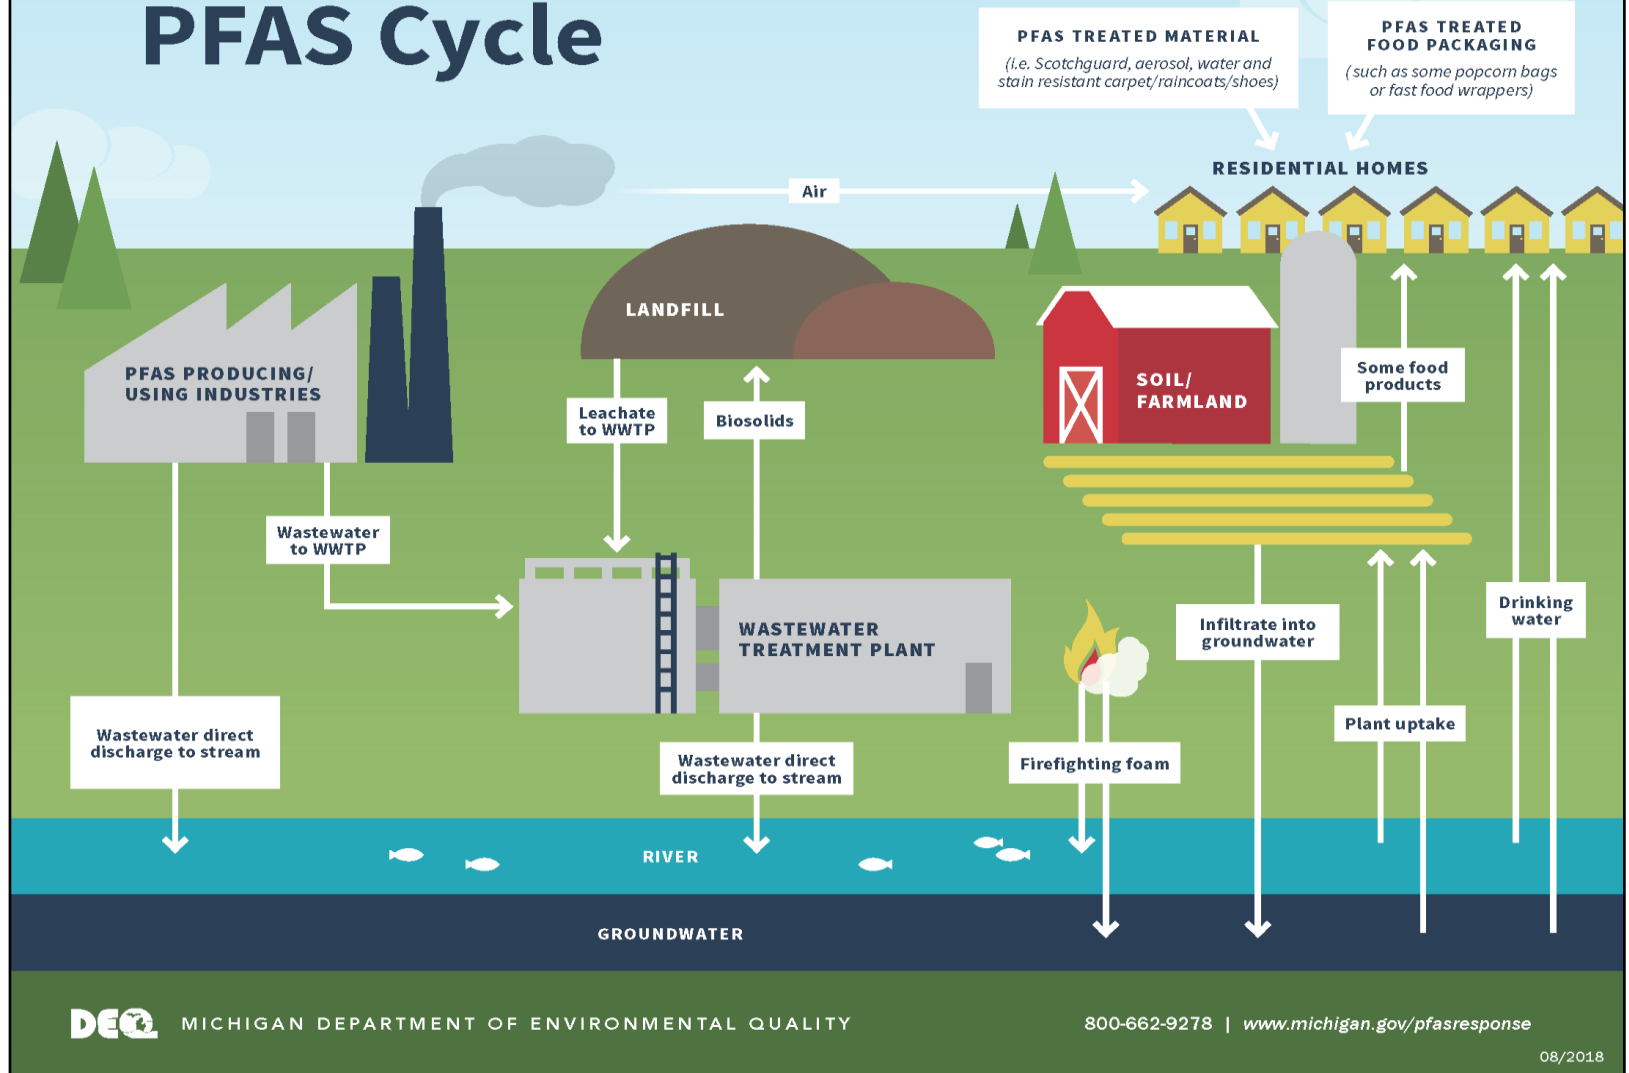 PFAS Cycle
PFAS TREATED MATERIAL
(i.e. Scotchguard, aerosol, water and
stain resistant carpet/raincoats/shoes)
PFAS TREATED
FOOD PACKAGING
(such as some popcorn bags
or fast food wrappers)
RESIDENTIAL HOMES
Air
LANDFILL
PFAS PRODUCING/
USING INDUSTRIES
SOIL/
FARMLAND
Some food
products
Leachate
to WWTP
Biosolids
Wastewater
to WWTP
WASTEWATER
TREATMENT PLANT
Infiltrate into
groundwater
Drinking
water
Plant uptake
Wastewater direct
discharge to stream
Wastewater direct
discharge to stream
Firefighting foam
RIVER
GROUNDWATER
DEQ MICHIGAN DEPARTMENT OF ENVIRONMENTAL QUALITY
800-662-9278 | www.michigan.gov/pfasresponse
08/2018